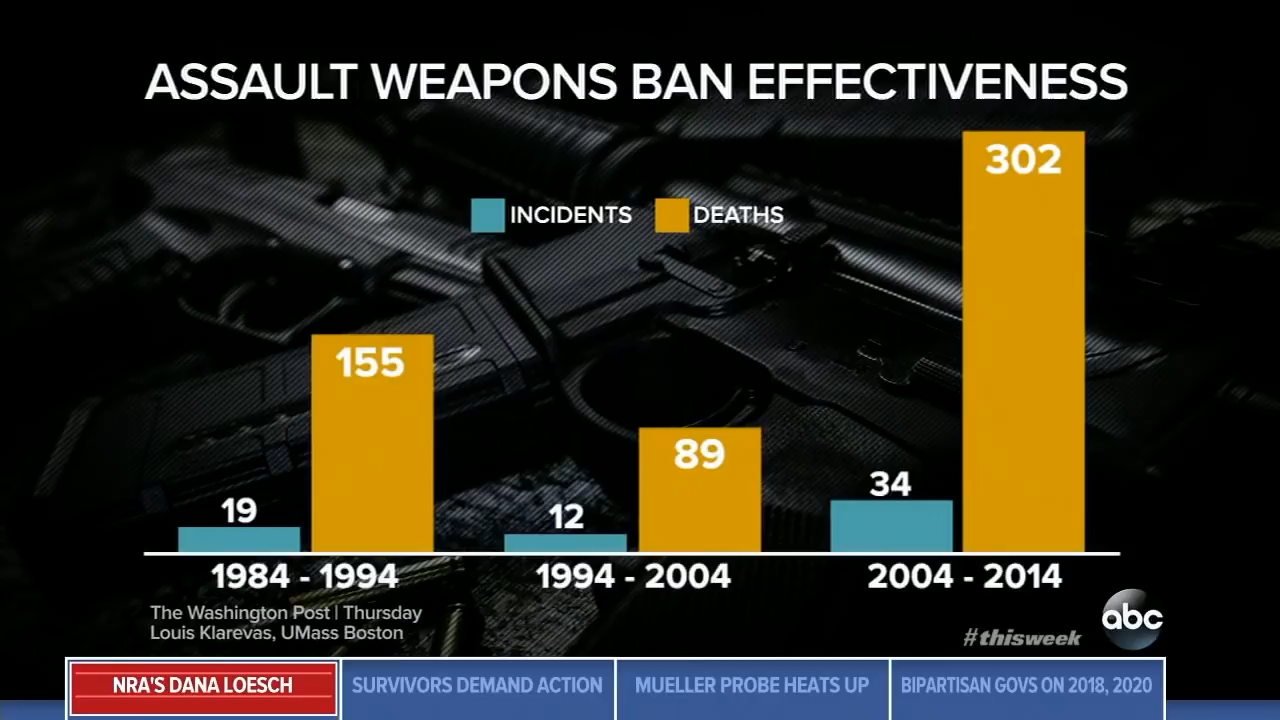 ASSAULT WEAPONS BAN EFFECTIVENESS
INCIDENTS DEATHS
302
155
89
34
19
12
1984 - 1994 1994 - 2004 2004 - 2014
The Washington Post | Thursday
Louis Klarevas, UMass Boston
#thisweek
abc
NRA'S DANA LOESCH SURVIVORS DEMAND ACTION MUELLER PROBE HEATS UP BIPARTISAN GOVS ON 2018, 2020